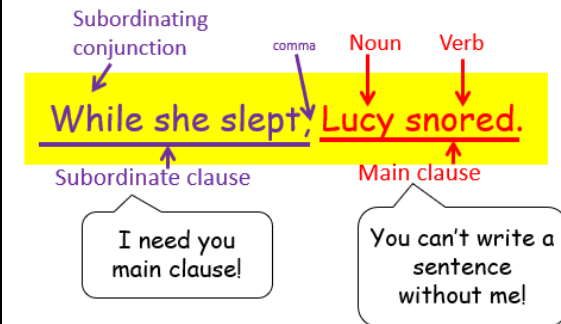 Subordinating
conjunction
comma
Noun
Verb
While she slept, Lucy snored.
Subordinate clause
Main clause
I need you
main clause!
You can't write a
sentence
without me!